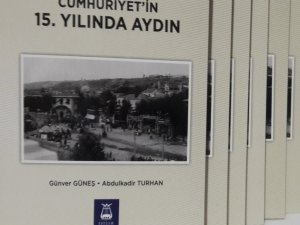 CUMHURİYET'İN
15. YILINDA AYDIN
Günver GÜNEŞ • Abdulkadir TURHAN